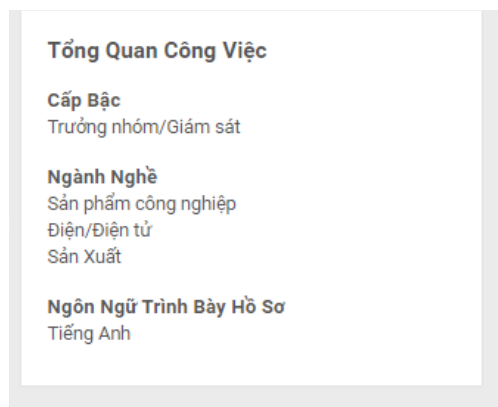 Tổng Quan Công Việc
Cấp Bậc
Trưởng nhóm/Giám sát
Ngành Nghề
Sản phẩm công nghiệp
Điện/Điện tử
Sản Xuất
Ngôn Ngữ Trình Bày Hồ Sơ
Tiếng Anh